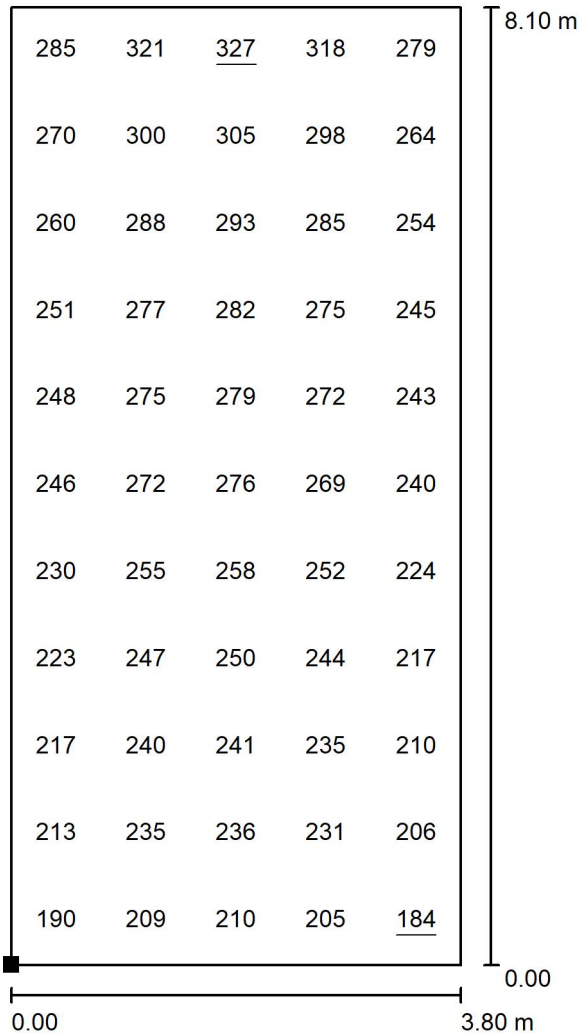 8.10 m
285 321 327 318 279
270 300 305 298 264
260 288 293 285 254
251 277 282 275 245
248 275 279 272 243
246 272 276 269 240
230 255 258 252 224
223 247 250 244 217
217 240 241 235 210
213 235 236 231 206
190 209 210 205 184
0.00
0.00 3.80 m